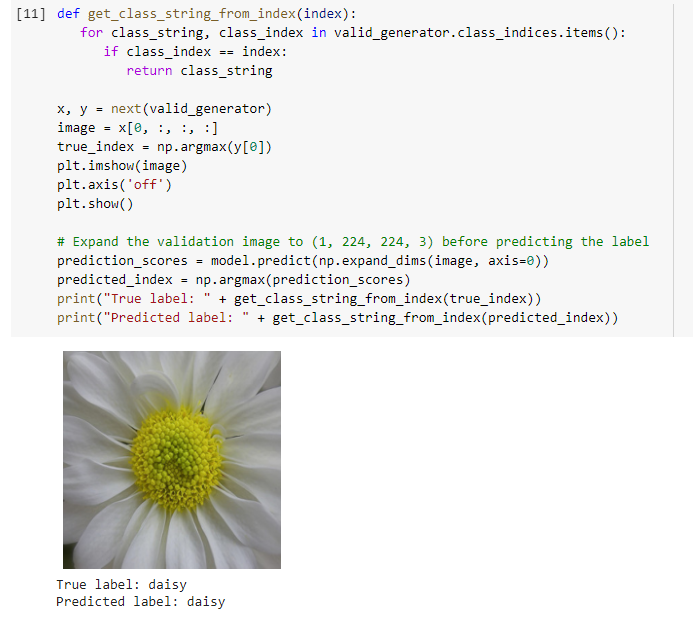 [11] def get_class_string_from_index(index):
for class_string, class_index in valid_generator.class_indices.items():
if class_index == index:
return class_string
x, y = next(valid_generator)
image = x[0, :, :, :]
true_index = np.argmax(y[0])
plt.imshow(image)
plt.axis('off')
plt.show()
# Expand the validation image to (1, 224, 224, 3) before predicting the label
prediction_scores = model.predict(np.expand_dims(image, axis=0))
predicted_index = np.argmax(prediction_scores)
print("True label: " + get_class_string_from_index(true_index))
print("Predicted label: " + get_class_string_from_index(predicted_index))
True label: daisy
Predicted label: daisy